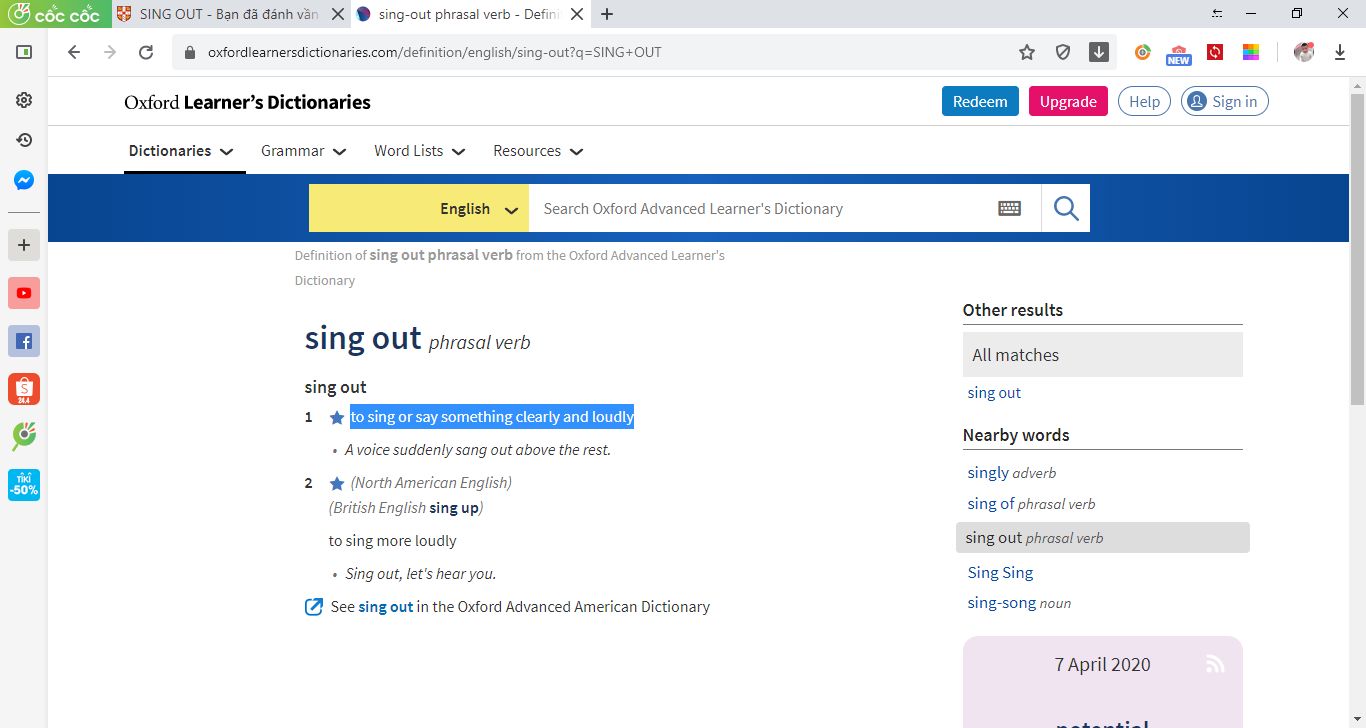 cốc cốc
SING OUT - Bạn đã đánh vần
sing-out phrasal verb - Defini
oxfordlearnersdictionaries.com/definition/english/sing-out?q=SING+OUT
NEW
Oxford Learner's Dictionaries
Redeem
Upgrade
Help
Sign in
Dictionaries
Grammar
Word Lists
Resources
English
Search Oxford Advanced Learner's Dictionary
Definition of sing out phrasal verb from the Oxford Advanced Learner's
Dictionary
sing out phrasal verb
sing out
1 to sing or say something clearly and loudly
• A voice suddenly sang out above the rest.
2 (North American English)
(British English sing up)
to sing more loudly
• Sing out, let's hear you.
See sing out in the Oxford Advanced American Dictionary
Other results
All matches
sing out
Nearby words
singly adverb
sing of phrasal verb
sing out phrasal verb
Sing Sing
sing-song noun
7 April 2020
potential
S
24.4
TIKI
-50%